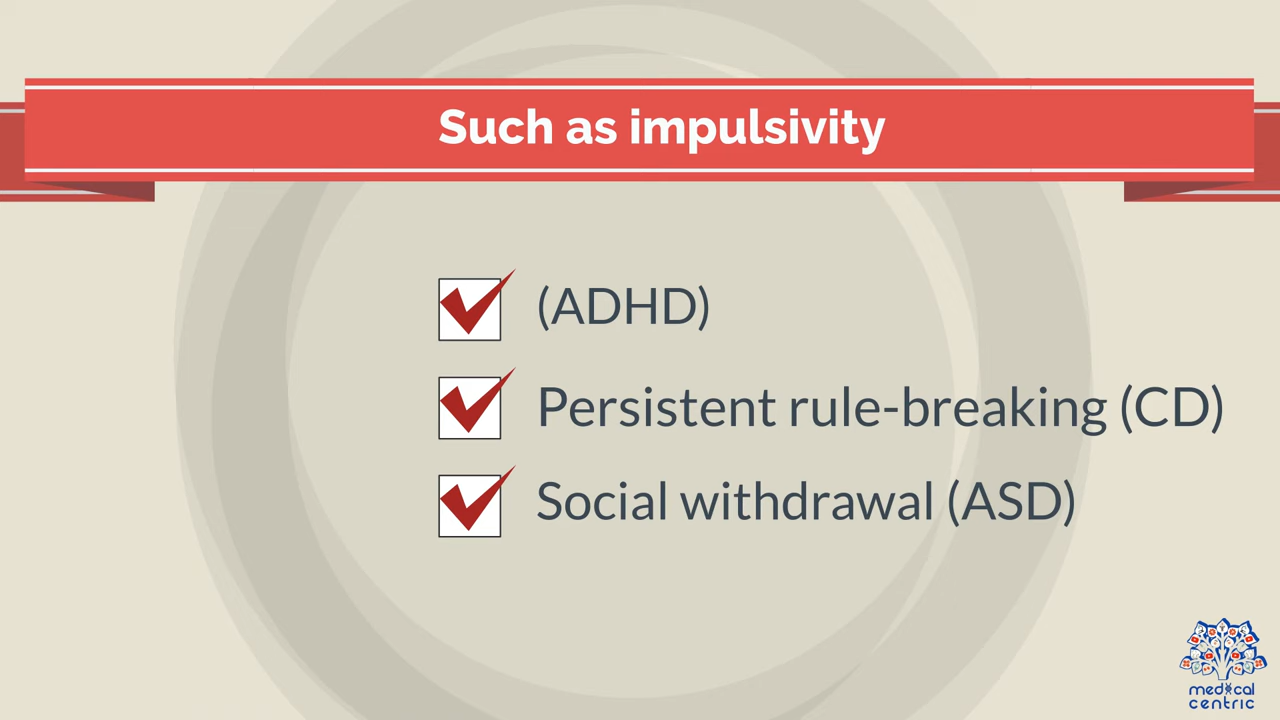 Such as impulsivity
(ADHD)
Persistent rule-breaking (CD)
Social withdrawal (ASD)
medical
centric